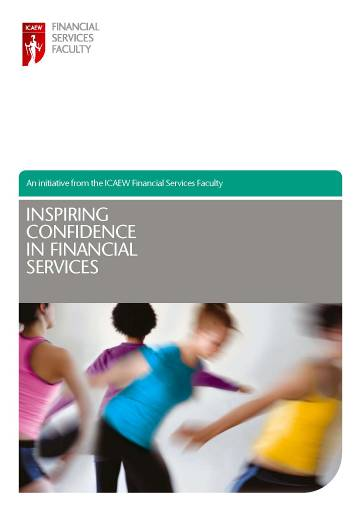 ICAEW
FINANCIAL
SERVICES
FACULTY
An initiative from the ICAEW Financial Services Faculty
INSPIRING
CONFIDENCE
IN FINANCIAL
SERVICES